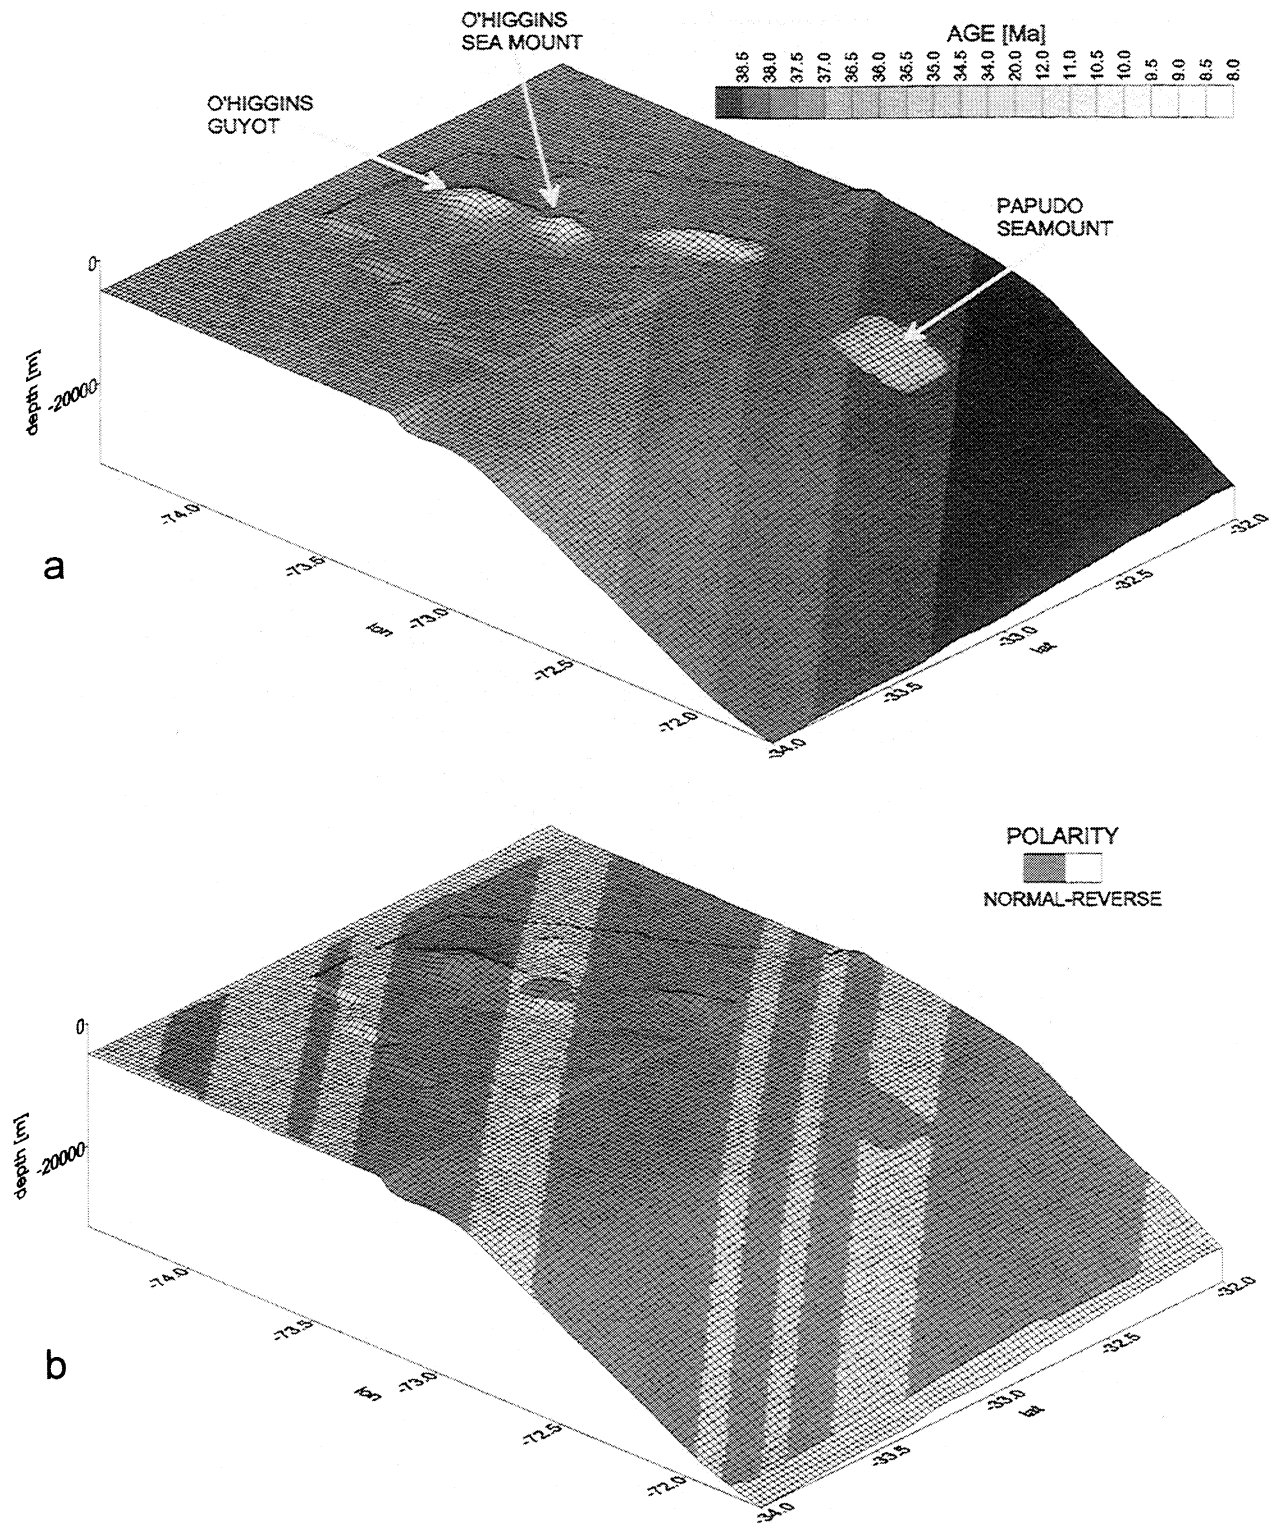 O'HIGGINS
SEA MOUNT
AGE [Ma]
38.5 38.0 37.5 37.0 36.5 36.0 35.5 35.0 34.5 34.0 20.0 12.0 11.0 10.0 9.5 9.0 8.5 8.0
O'HIGGINS
GUYOT
PAPUDO
SEAMOUNT
0
-20000
depth [m]
-74.0
-73.5
-73.0
-72.5
-72.0
lon
-34.0
-33.5
-33.0
-32.5
-32.0
lat
a
POLARITY
NORMAL-REVERSE
0
-20000
depth [m]
-74.0
-73.5
-73.0
-72.5
-72.0
lon
-34.0
-33.5
-33.0
-32.5
-32.0
lat
b